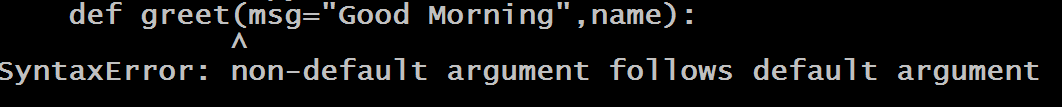 def greet(msg="Good Morning",name):
^
SyntaxError: non-default argument follows default argument